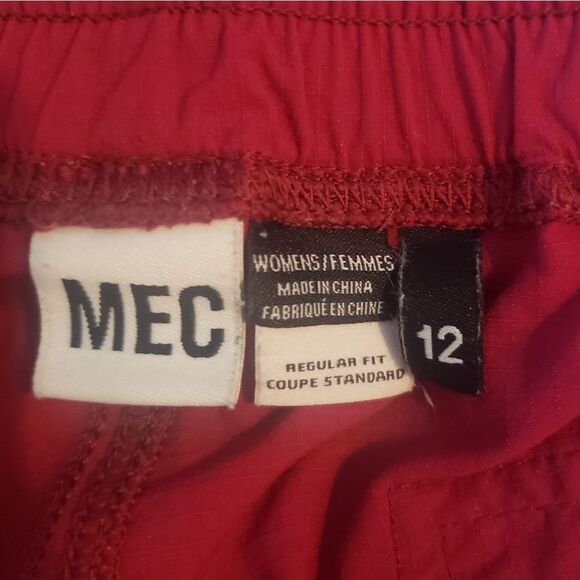 MEC
WOMENS/FEMMES
MADE IN CHINA
FABRIQUÉ EN CHINE
REGULAR FIT
COUPE STANDARD
12